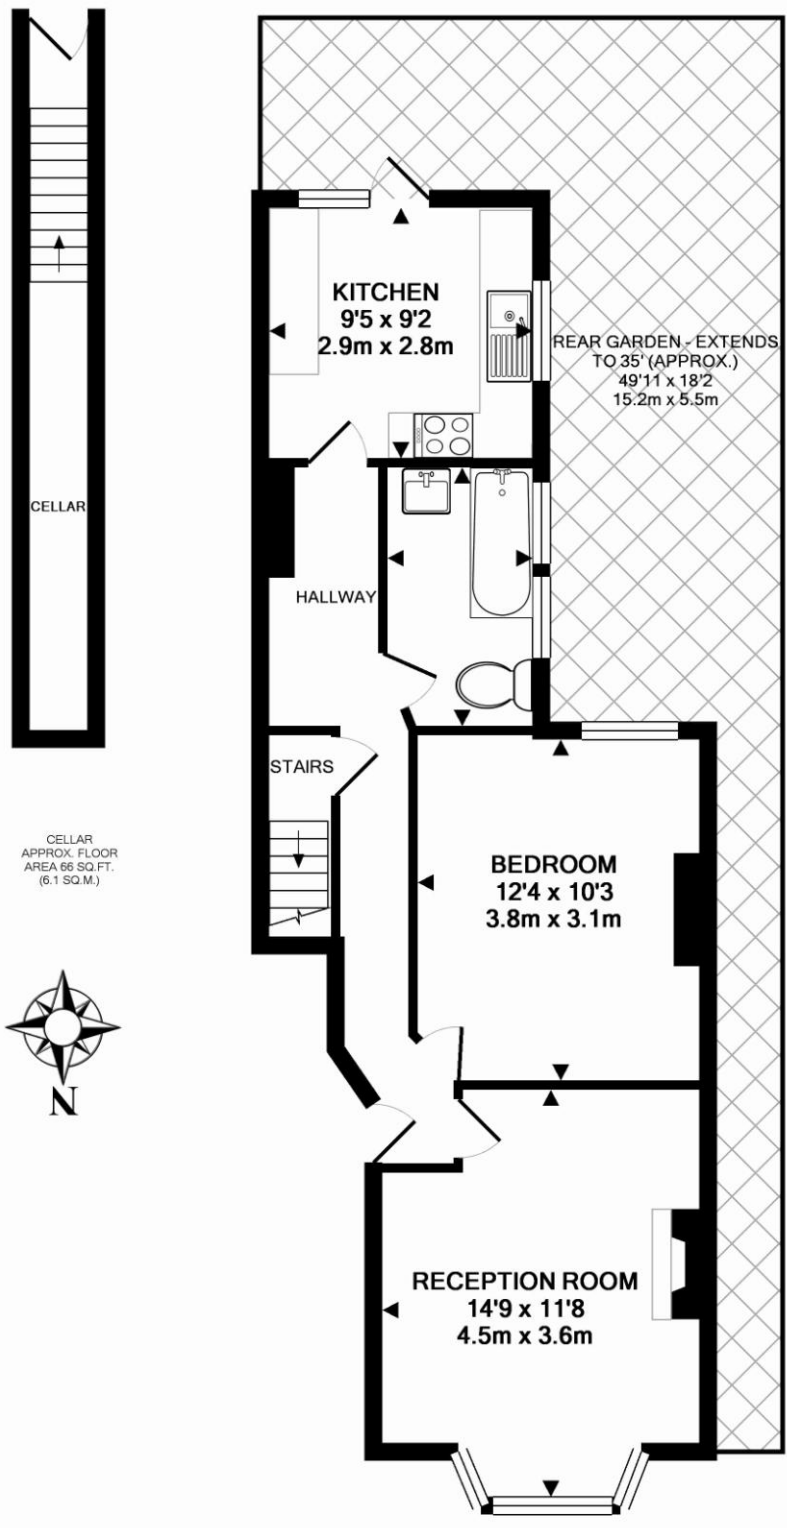 KITCHEN
9'5 x 9'2
2.9m x 2.8m
REAR GARDEN - EXTENDS
TO 35' (APPROX.)
49'11 x 18'2
15.2m x 5.5m
CELLAR
HALLWAY
STAIRS
CELLAR
APPROX. FLOOR
AREA 66 SQ.FT.
(6.1 SQ.M.)
BEDROOM
12'4 x 10'3
3.8m x 3.1m
N
RECEPTION ROOM
14'9 x 11'8
4.5m x 3.6m